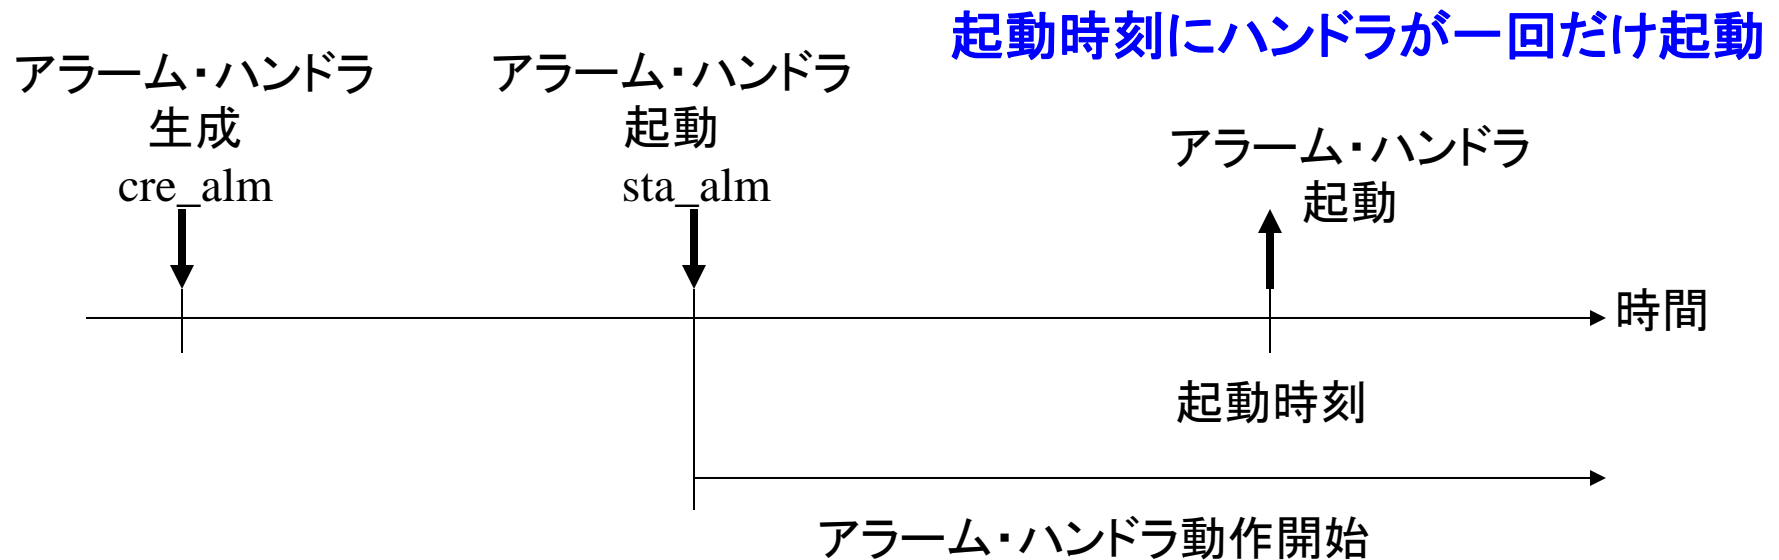 起動時刻にハンドラが一回だけ起動
アラーム・ハンドラ
生成
cre_alm
アラーム・ハンドラ
起動
sta_alm
アラーム・ハンドラ
起動
時間
起動時刻
アラーム・ハンドラ動作開始